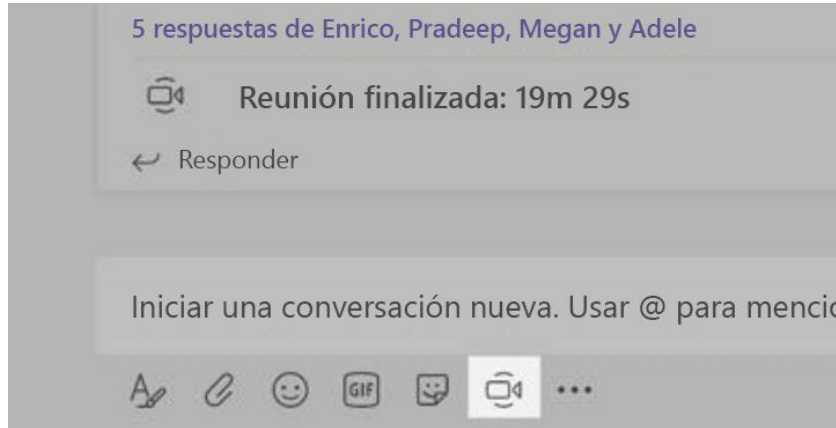 5 respuestas de Enrico, Pradeep, Megan y Adele
Reunión finalizada: 19m 29s
Responder
Iniciar una conversación nueva. Usar @ para mencio
GIF